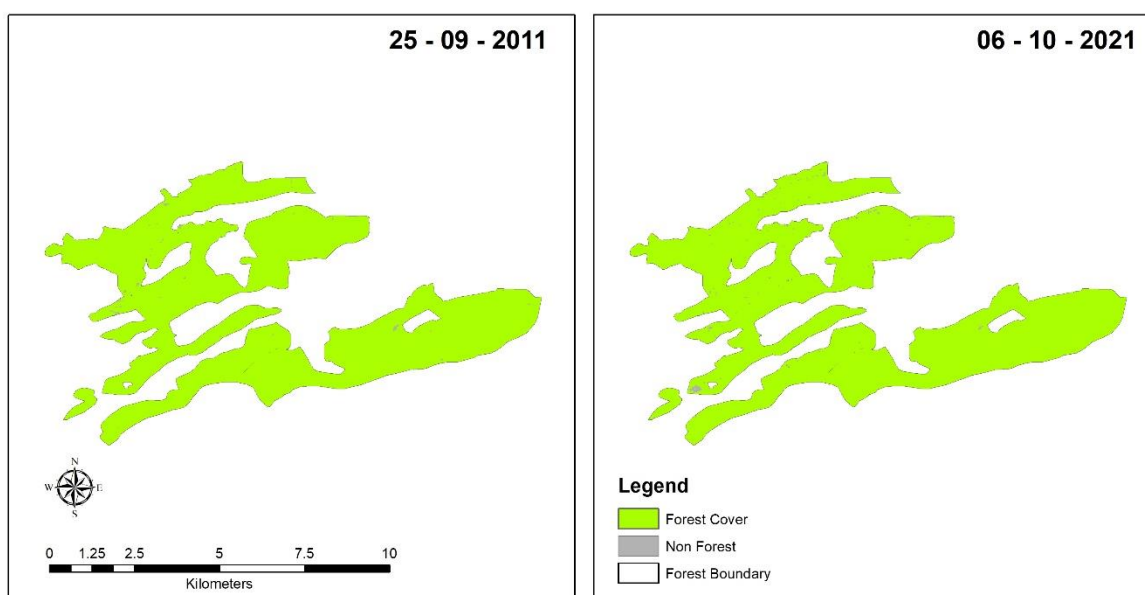 25 - 09 - 2011
N
W E
S
0 1.25 2.5 5 7.5 10
Kilometers
06 - 10 - 2021
Legend
Forest Cover
Non Forest
Forest Boundary